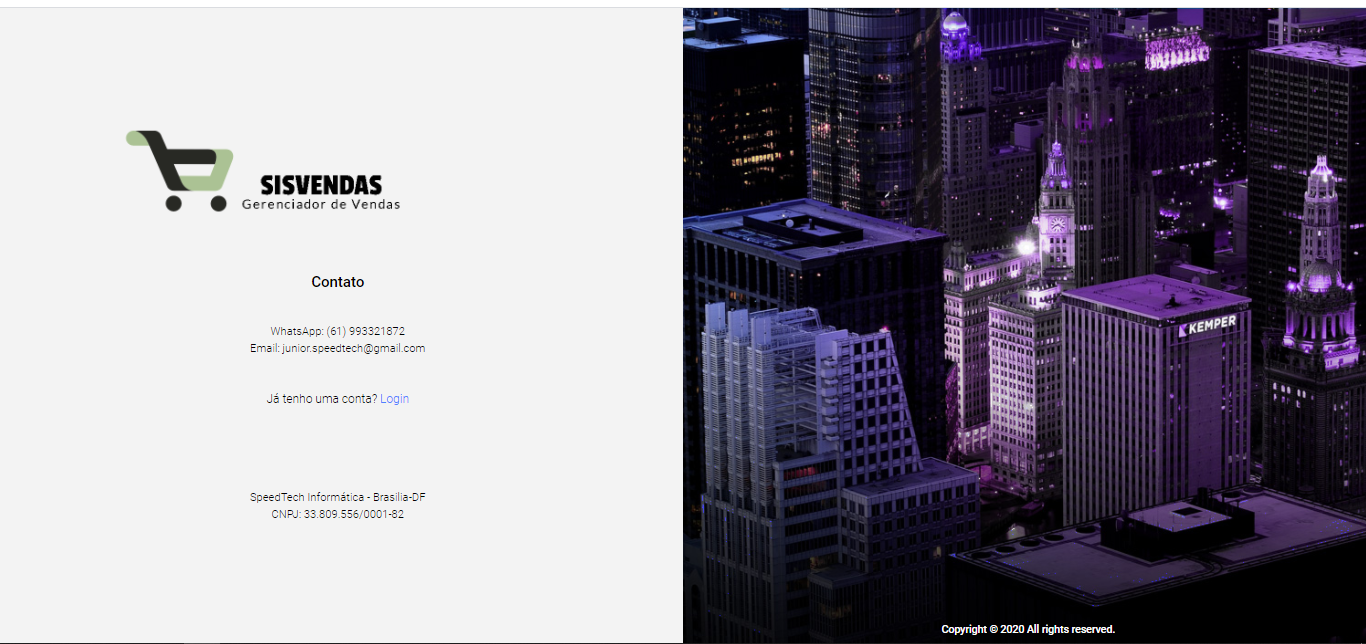 SISVENDAS
Gerenciador de Vendas
Contato
WhatsApp: (61) 993321872
Email: junior.speedtech@gmail.com
Já tenho uma conta? Login
SpeedTech Informática - Brasilia-DF
CNPJ: 33.809.556/0001-82
KEMPER
Copyright © 2020 All rights reserved.